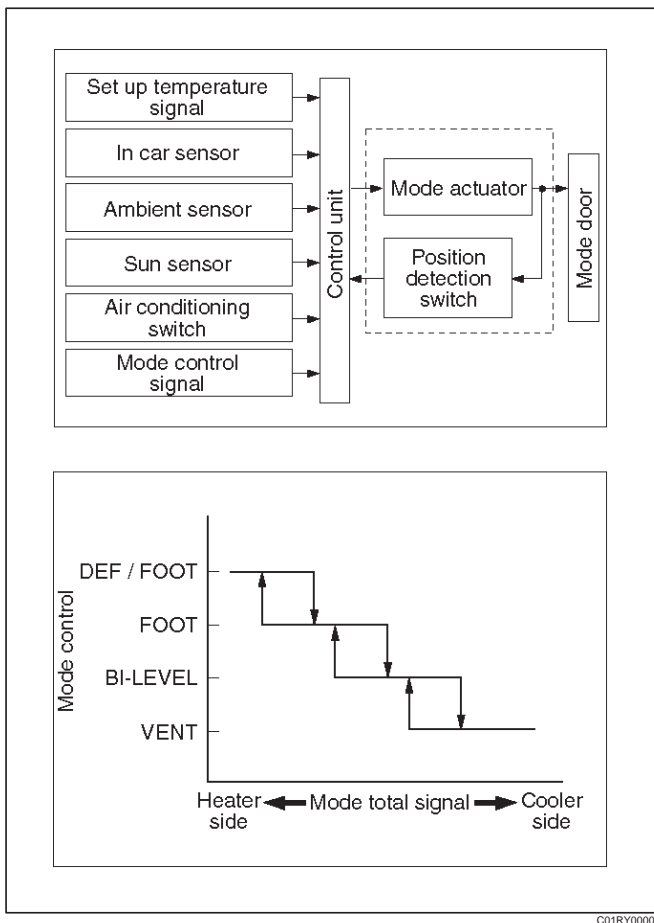 Set up temperature
signal
In car sensor
Ambient sensor
Sun sensor
Air conditioning
switch
Mode control
signal
Control unit
Mode actuator
Position
detection
switch
Mode door
Mode control
DEF / FOOT
FOOT
BI-LEVEL
VENT
Heater
side
Mode total signal
Cooler
side
C01RY0000